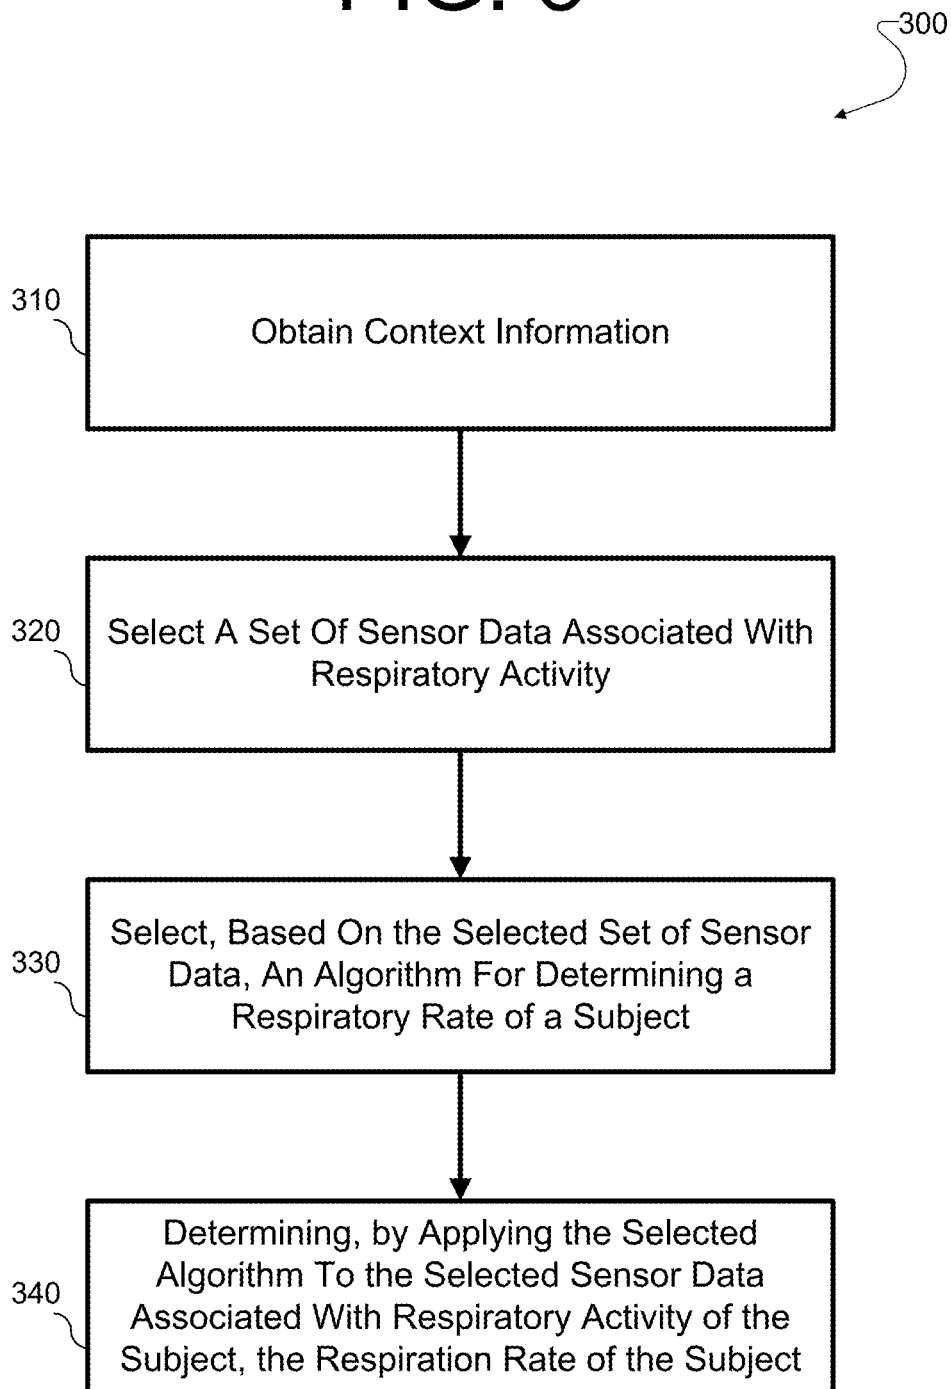 FIG.
300
310
Obtain Context Information
320
Select A Set Of Sensor Data Associated With
Respiratory Activity
330
Select, Based On the Selected Set of Sensor
Data, An Algorithm For Determining a
Respiratory Rate of a Subject
340
Determining, by Applying the Selected
Algorithm To the Selected Sensor Data
Associated With Respiratory Activity of the
Subject, the Respiration Rate of the Subject